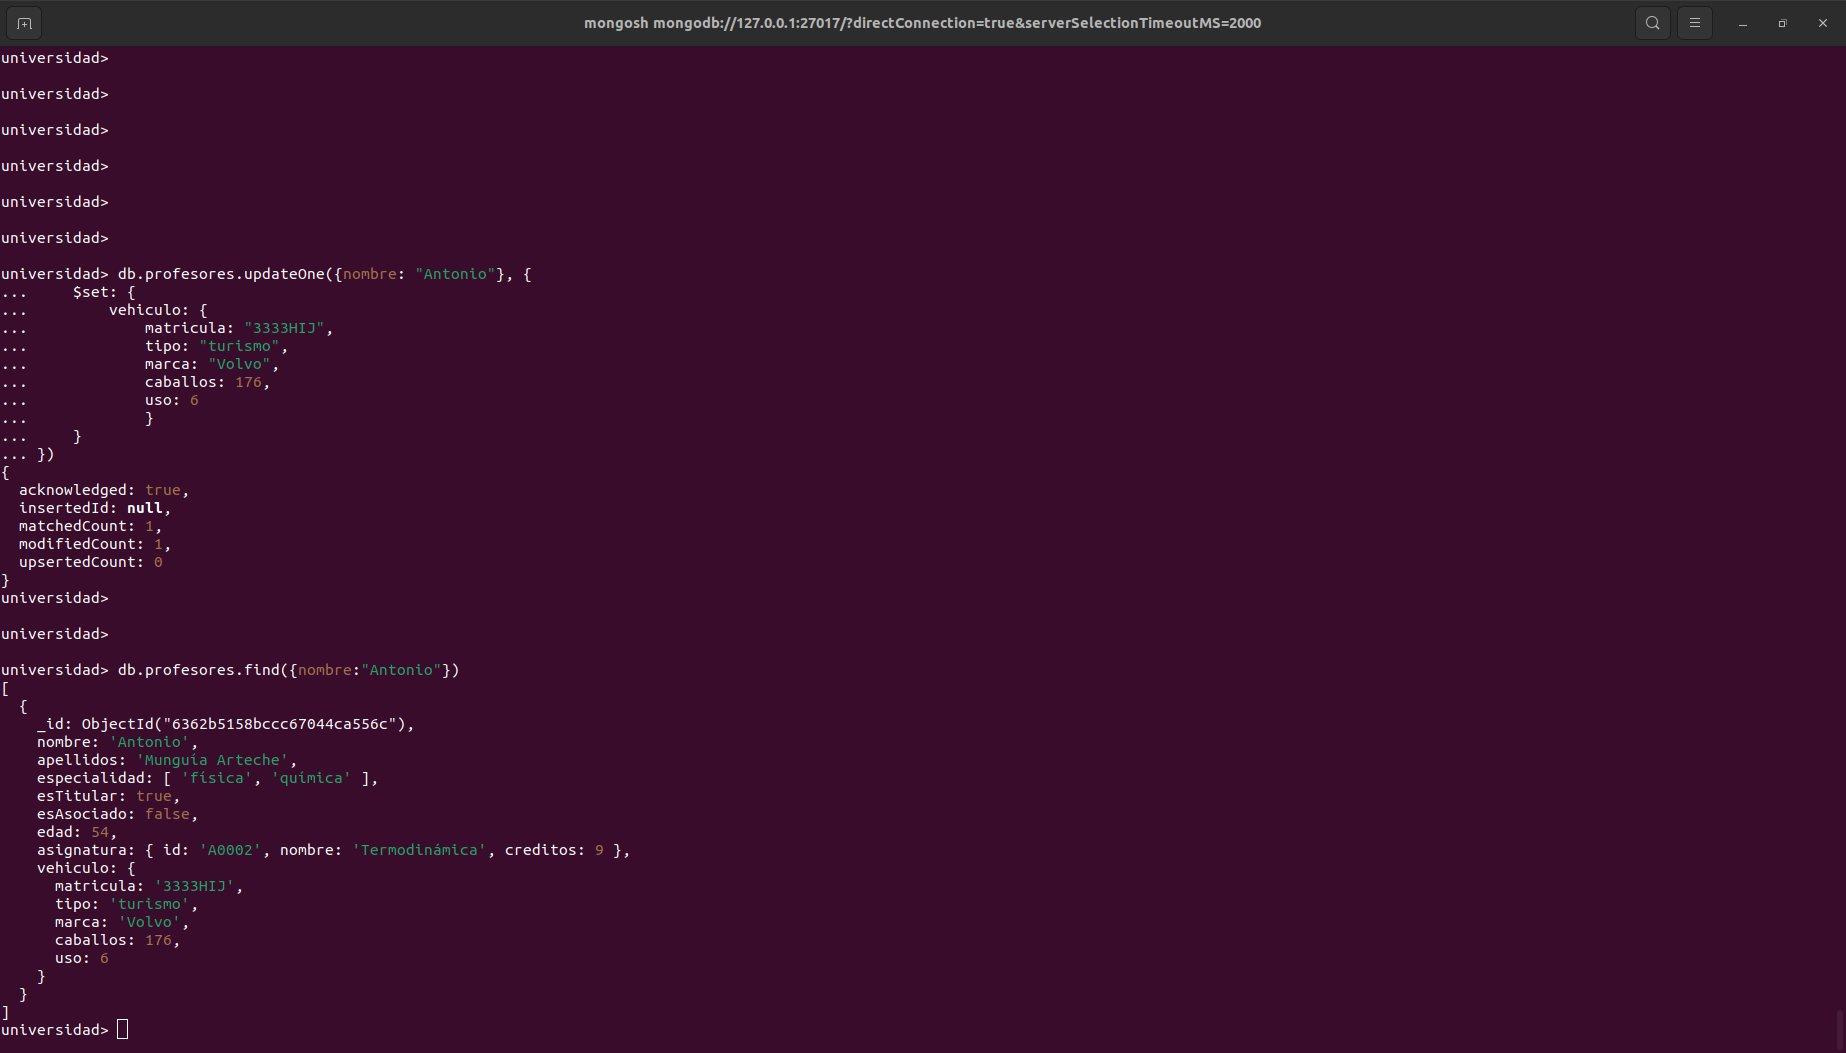 mongosh mongodb://127.0.0.1:27017/?directConnection=true&serverSelectionTimeoutMS=2000
universidad>
universidad>
universidad>
universidad>
universidad>
universidad>
universidad> db.profesores.updateOne({nombre: "Antonio"}, {
...     $set: {
...         vehiculo: {
...             matricula: "3333HIJ",
...             tipo: "turismo",
...             marca: "Volvo",
...             caballos: 176,
...             uso: 6
...             }
...     }
... })
{
  acknowledged: true,
  insertedId: null,
  matchedCount: 1,
  modifiedCount: 1,
  upsertedCount: 0
}
universidad>
universidad>
universidad> db.profesores.find({nombre:"Antonio"})
[
  {
    _id: ObjectId("6362b5158bccc67044ca556c"),
    nombre: 'Antonio',
    apellidos: 'Munguía Arteche',
    especialidad: [ 'física', 'química' ],
    esTitular: true,
    esAsociado: false,
    edad: 54,
    asignatura: { id: 'A0002', nombre: 'Termodinámica', creditos: 9 },
    vehiculo: {
      matricula: '3333HIJ',
      tipo: 'turismo',
      marca: 'Volvo',
      caballos: 176,
      uso: 6
    }
  }
]
universidad>